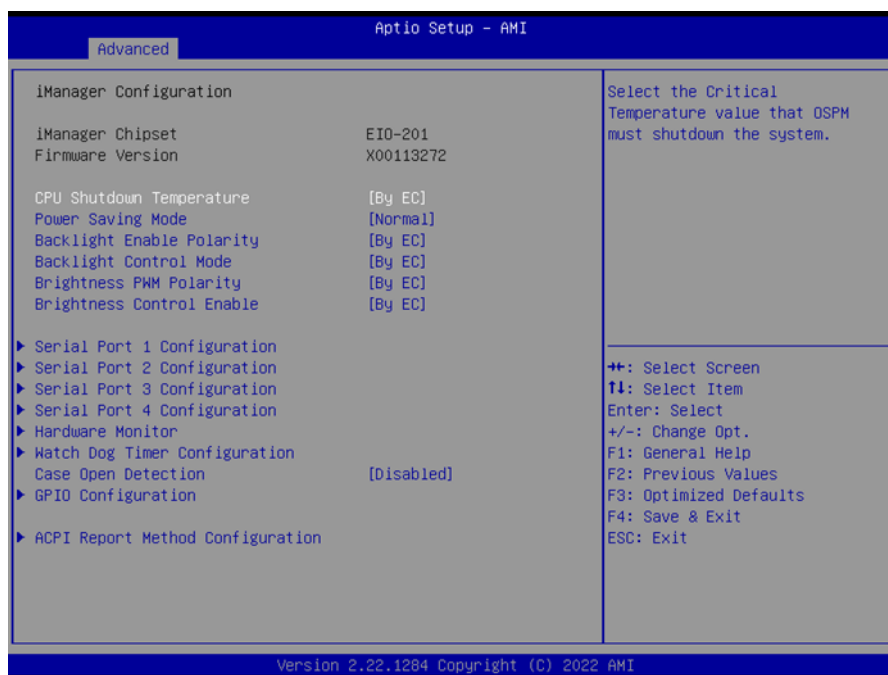 Aptio Setup - AMI
Advanced
iManager Configuration
iManager Chipset EIO-201
Firmware Version X00113272
CPU Shutdown Temperature [By EC]
Power Saving Mode [Normal]
Backlight Enable Polarity [By EC]
Backlight Control Mode [By EC]
Brightness PWM Polarity [By EC]
Brightness Control Enable [By EC]
Serial Port 1 Configuration
Serial Port 2 Configuration
Serial Port 3 Configuration
Serial Port 4 Configuration
Hardware Monitor
Watch Dog Timer Configuration
Case Open Detection [Disabled]
GPIO Configuration
ACPI Report Method Configuration
Select the Critical
Temperature value that OSPM
must shutdown the system.
→←: Select Screen
↑↓: Select Item
Enter: Select
+/-: Change Opt.
F1: General Help
F2: Previous Values
F3: Optimized Defaults
F4: Save & Exit
ESC: Exit
Version 2.22.1284 Copyright (C) 2022 AMI